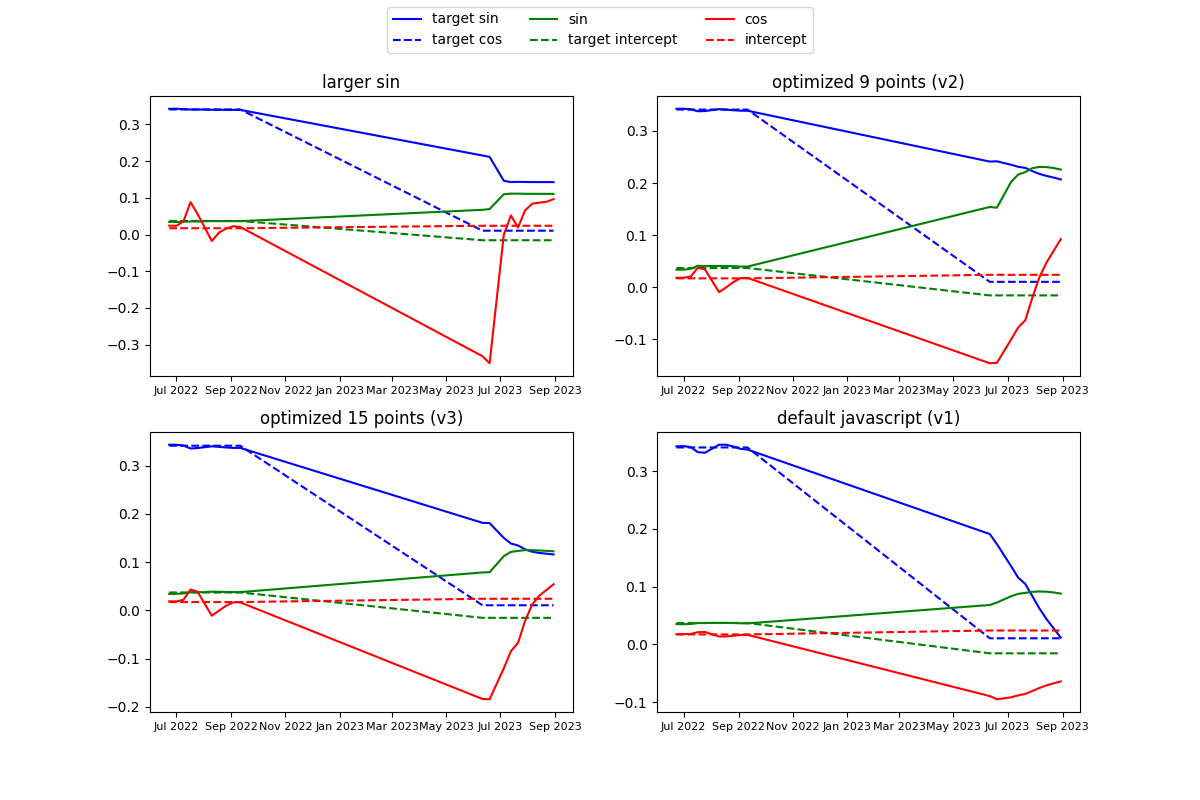 target sin sin cos
target cos target intercept intercept
larger sin
0.3
0.2
0.1
0.0
−0.1
−0.2
−0.3
Jul 2022 Sep 2022 Nov 2022 Jan 2023 Mar 2023 May 2023 Jul 2023 Sep 2023
optimized 9 points (v2)
0.3
0.2
0.1
0.0
−0.1
Jul 2022 Sep 2022 Nov 2022 Jan 2023 Mar 2023 May 2023 Jul 2023 Sep 2023
optimized 15 points (v3)
0.3
0.2
0.1
0.0
−0.1
−0.2
Jul 2022 Sep 2022 Nov 2022 Jan 2023 Mar 2023 May 2023 Jul 2023 Sep 2023
default javascript (v1)
0.3
0.2
0.1
0.0
−0.1
Jul 2022 Sep 2022 Nov 2022 Jan 2023 Mar 2023 May 2023 Jul 2023 Sep 2023